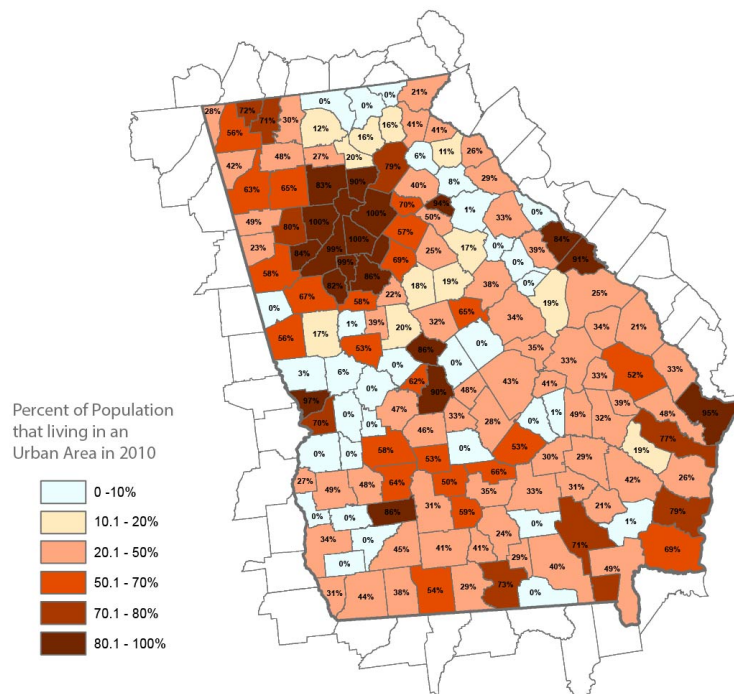 0% 0% 21%
28% 72% 71% 30% 0%
56% 12% 16% 16% 41% 41%
42% 48% 27% 20% 79% 6% 11% 26%
63% 65% 83% 90% 40% 8% 29%
49% 80% 100% 100% 70% 94% 1% 33% 0%
23% 84% 99% 100% 57% 50% 17% 0% 39% 84%
58% 99% 86% 69% 25% 0% 91%
0% 67% 82% 58% 22% 18% 19% 38% 0% 19% 25%
56% 17% 1% 39% 20% 32% 65% 34% 34% 21%
53% 86% 0% 35% 33%
3% 6% 0% 62% 0% 43% 41% 33% 52% 33%
97% 0% 90% 48% 39% 95%
70% 0% 0% 47% 33% 28% 0% 1% 49% 32% 48%
58% 46% 53% 77%
0% 0% 53% 0% 30% 29% 19%
27% 49% 48% 64% 50% 66% 31% 42% 26%
0% 0% 86% 31% 59% 35% 33% 21% 79%
34% 0% 24% 0% 71% 1%
0% 45% 41% 41% 29% 40% 49% 69%
31% 44% 38% 54% 29% 73% 0%
Percent of Population
that living in an
Urban Area in 2010
0 -10%
10.1 - 20%
20.1 - 50%
50.1 - 70%
70.1 - 80%
80.1 - 100%